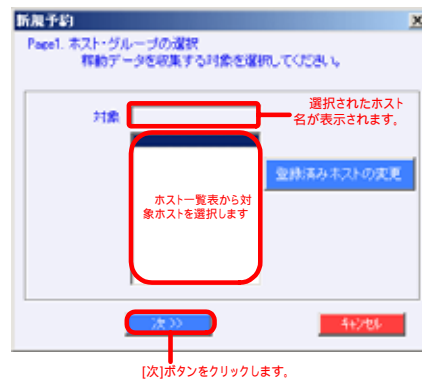 新規予約
Page1. ホスト・グループの選択
稼動データを収集する対象を選択してください。
対象
選択されたホスト
名が表示されます。
登録済みホストの変更
ホスト一覧表から対
象ホストを選択します
次 >>
キャンセル
[次]ボタンをクリックします。